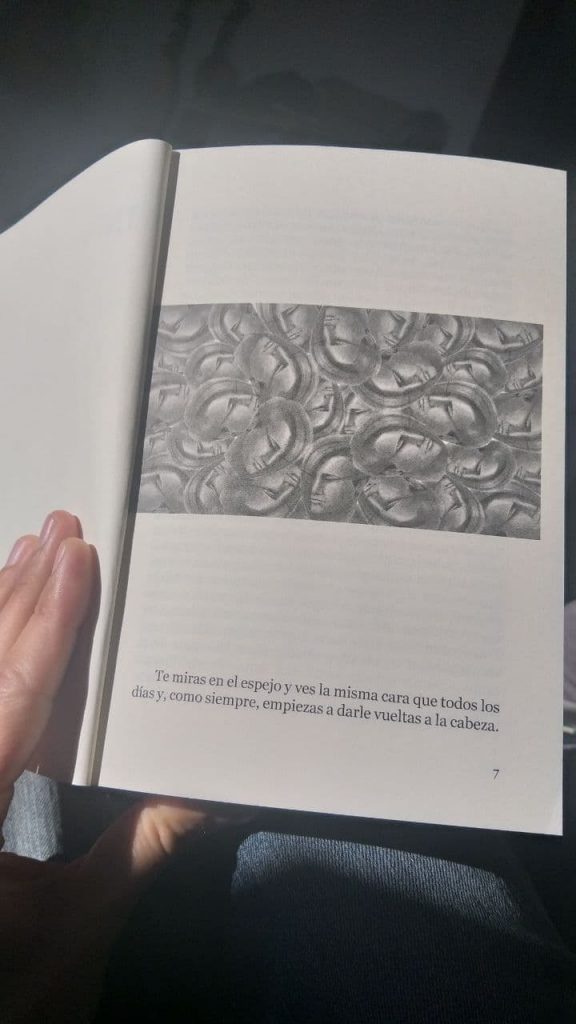 Te miras en el espejo y ves la misma cara que todos los
días y, como siempre, empiezas a darle vueltas a la cabeza.
7